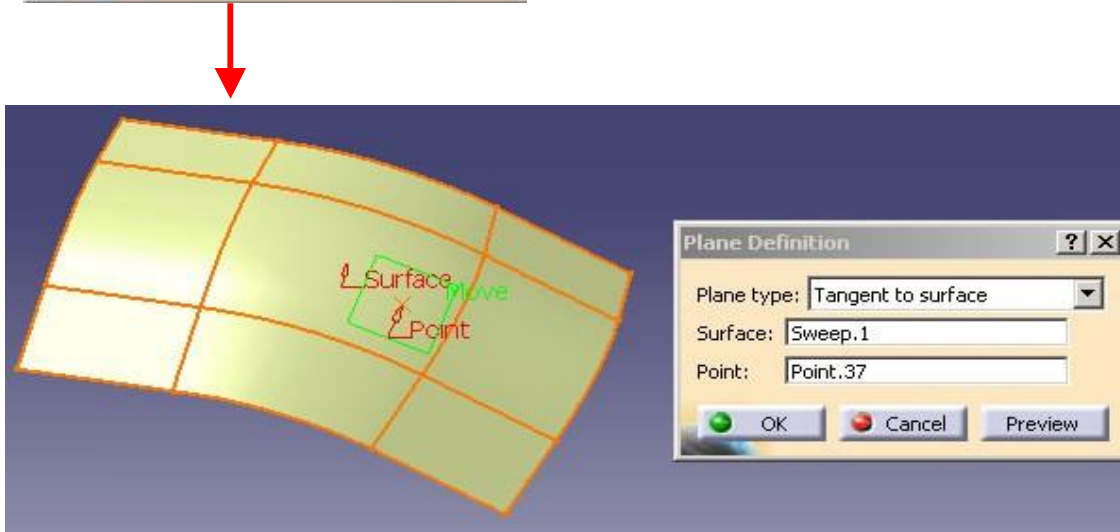 Surface
Move
Point
Plane Definition
? X
Plane type: Tangent to surface
Surface: Sweep.1
Point: Point.37
OK Cancel Preview